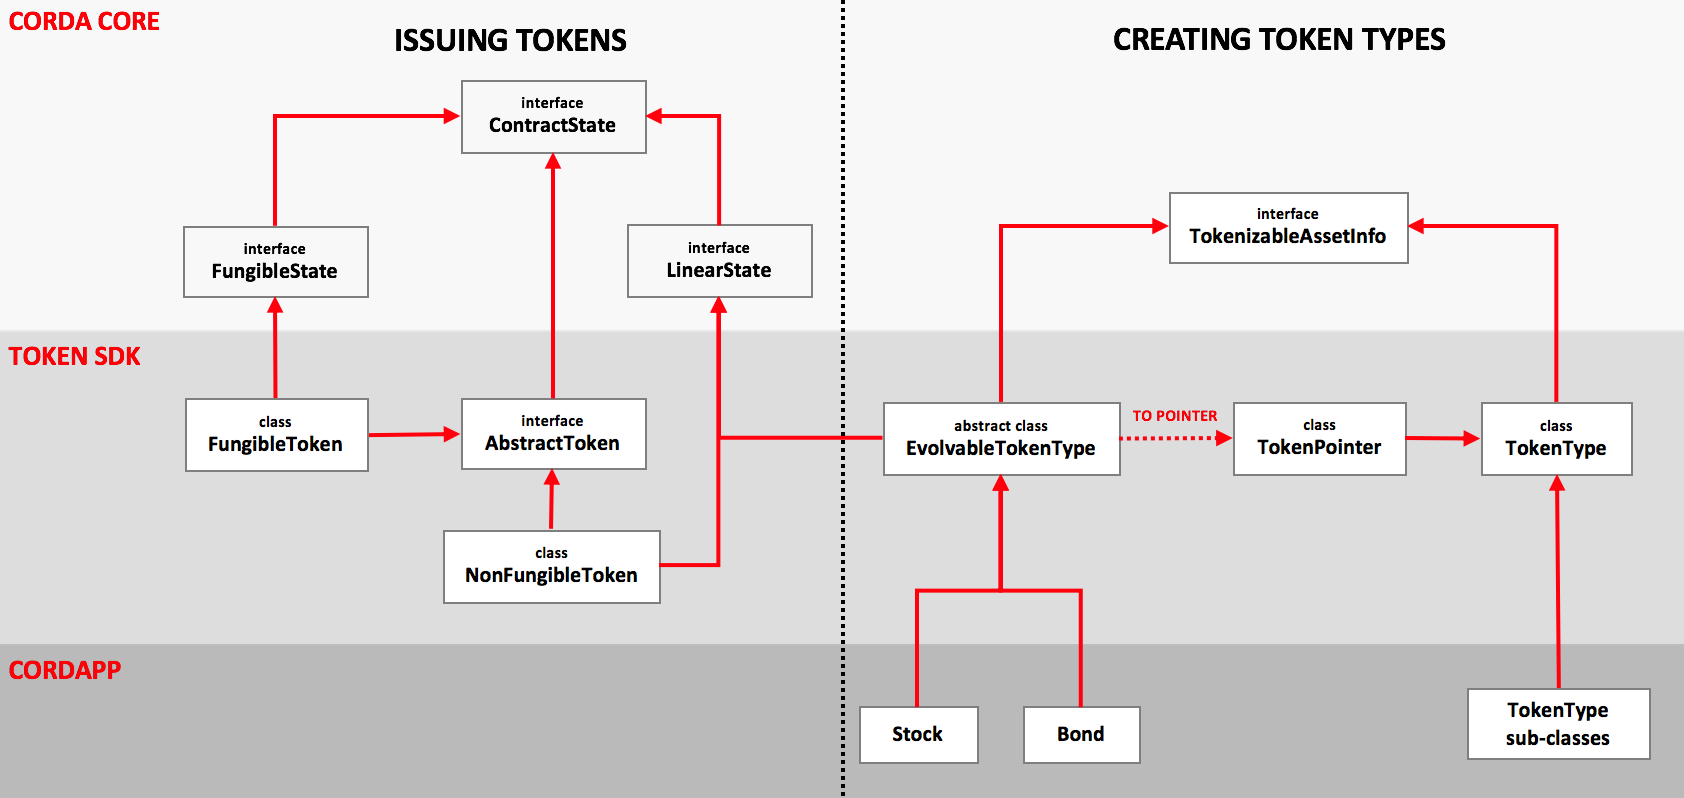 CORDA CORE
ISSUING TOKENS
CREATING TOKEN TYPES
interface
ContractState
interface
TokenizableAssetInfo
interface
FungibleState
interface
LinearState
TOKEN SDK
class
FungibleToken
interface
AbstractToken
abstract class
EvolvableTokenType
TO POINTER
class
TokenPointer
class
TokenType
class
NonFungibleToken
CORDAPP
Stock
Bond
TokenType
sub-classes